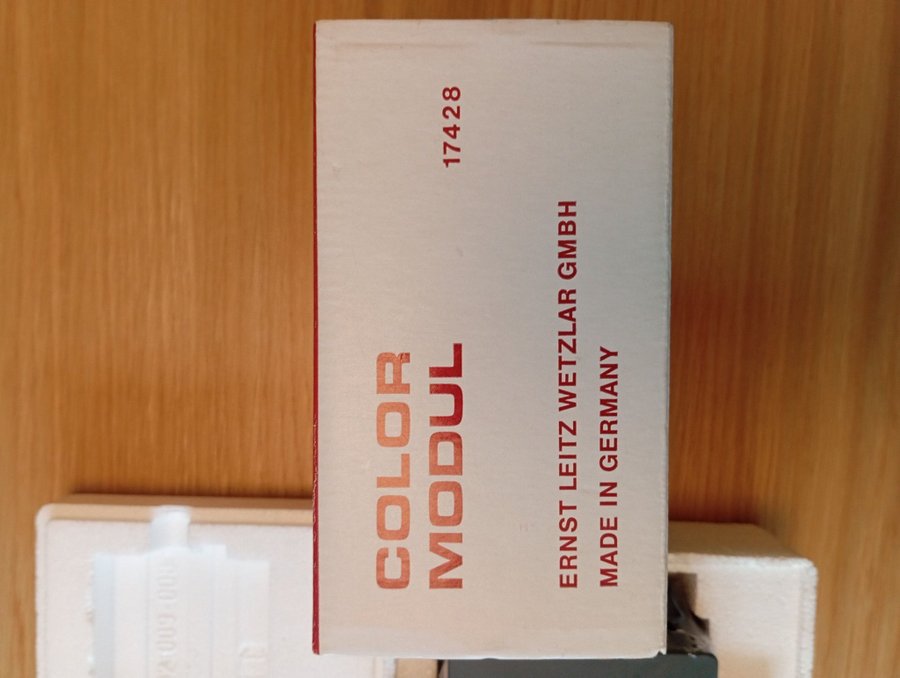 COLOR
MODUL 17428
ERNST LEITZ WETZLAR GMBH
MADE IN GERMANY